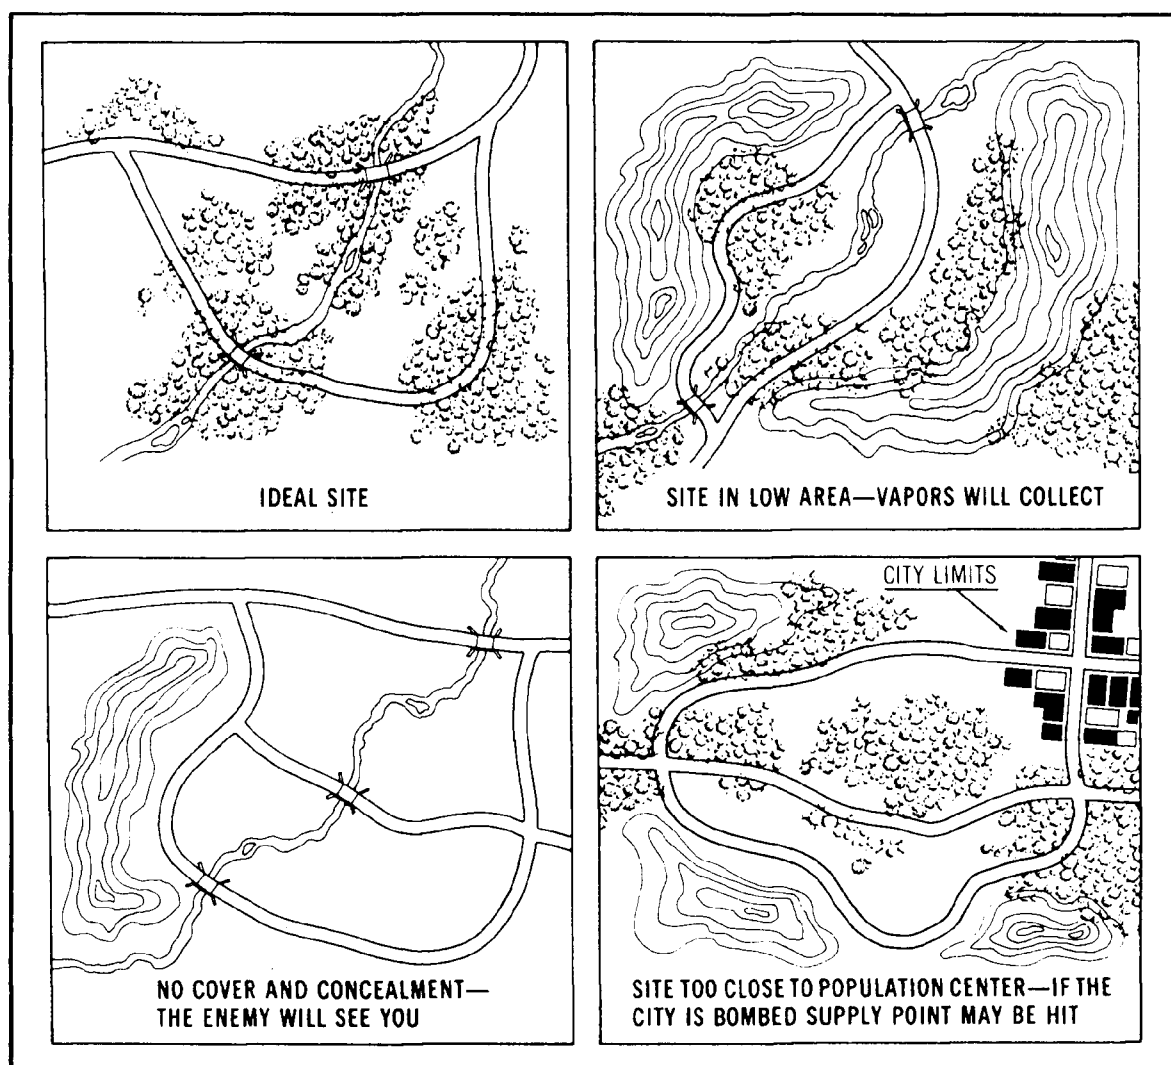 IDEAL SITE
SITE IN LOW AREA—VAPORS WILL COLLECT
CITY LIMITS
NO COVER AND CONCEALMENT—
THE ENEMY WILL SEE YOU
SITE TOO CLOSE TO POPULATION CENTER—IF THE
CITY IS BOMBED SUPPLY POINT MAY BE HIT